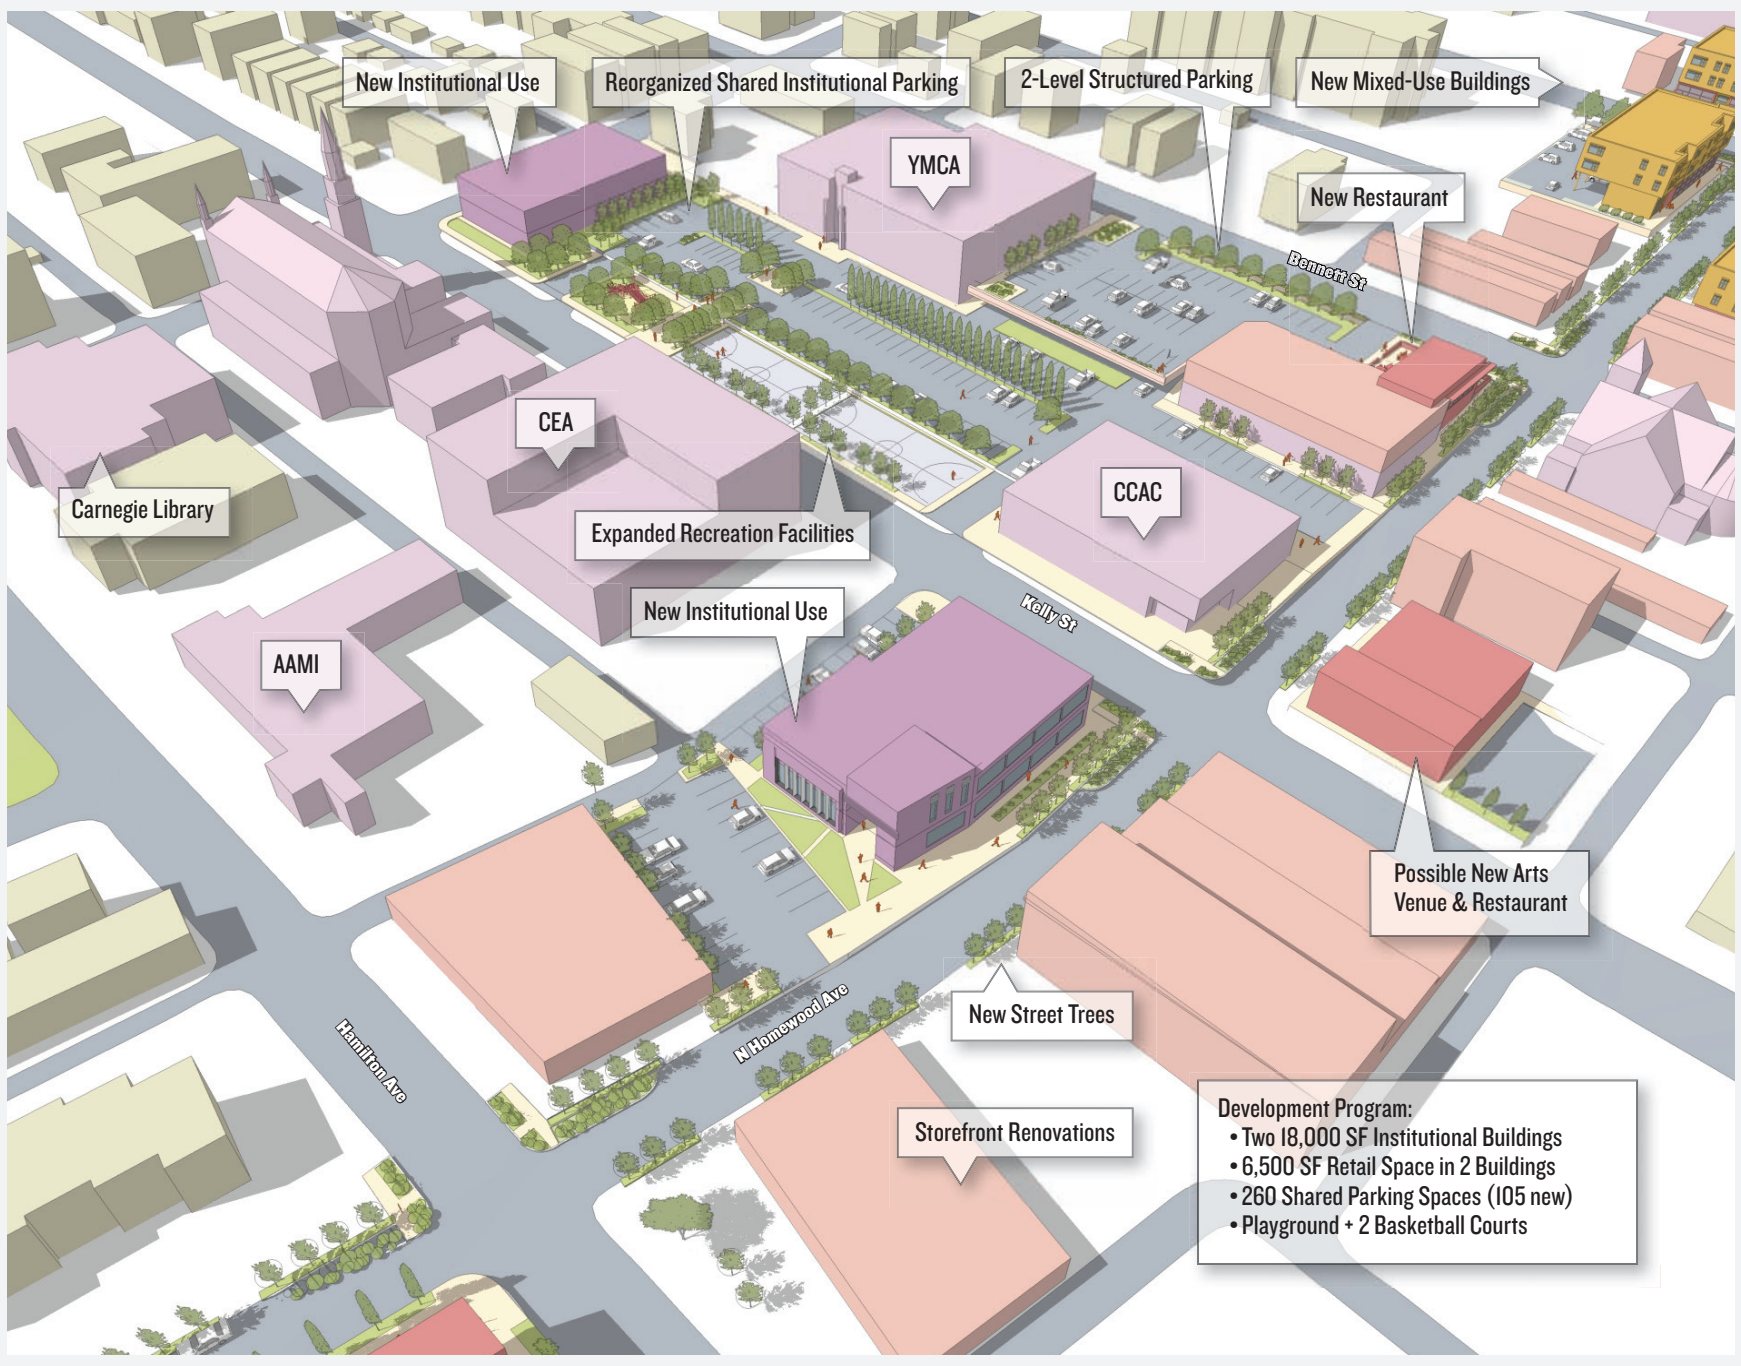 New Institutional Use
Reorganized Shared Institutional Parking
2-Level Structured Parking
New Mixed-Use Buildings
YMCA
New Restaurant
Bennett St
CEA
CCAC
Carnegie Library
Expanded Recreation Facilities
New Institutional Use
Kelly St
AAMI
Possible New Arts
Venue & Restaurant
New Street Trees
N Homewood Ave
Hamilton Ave
Storefront Renovations
Development Program:
• Two 18,000 SF Institutional Buildings
• 6,500 SF Retail Space in 2 Buildings
• 260 Shared Parking Spaces (105 new)
• Playground + 2 Basketball Courts